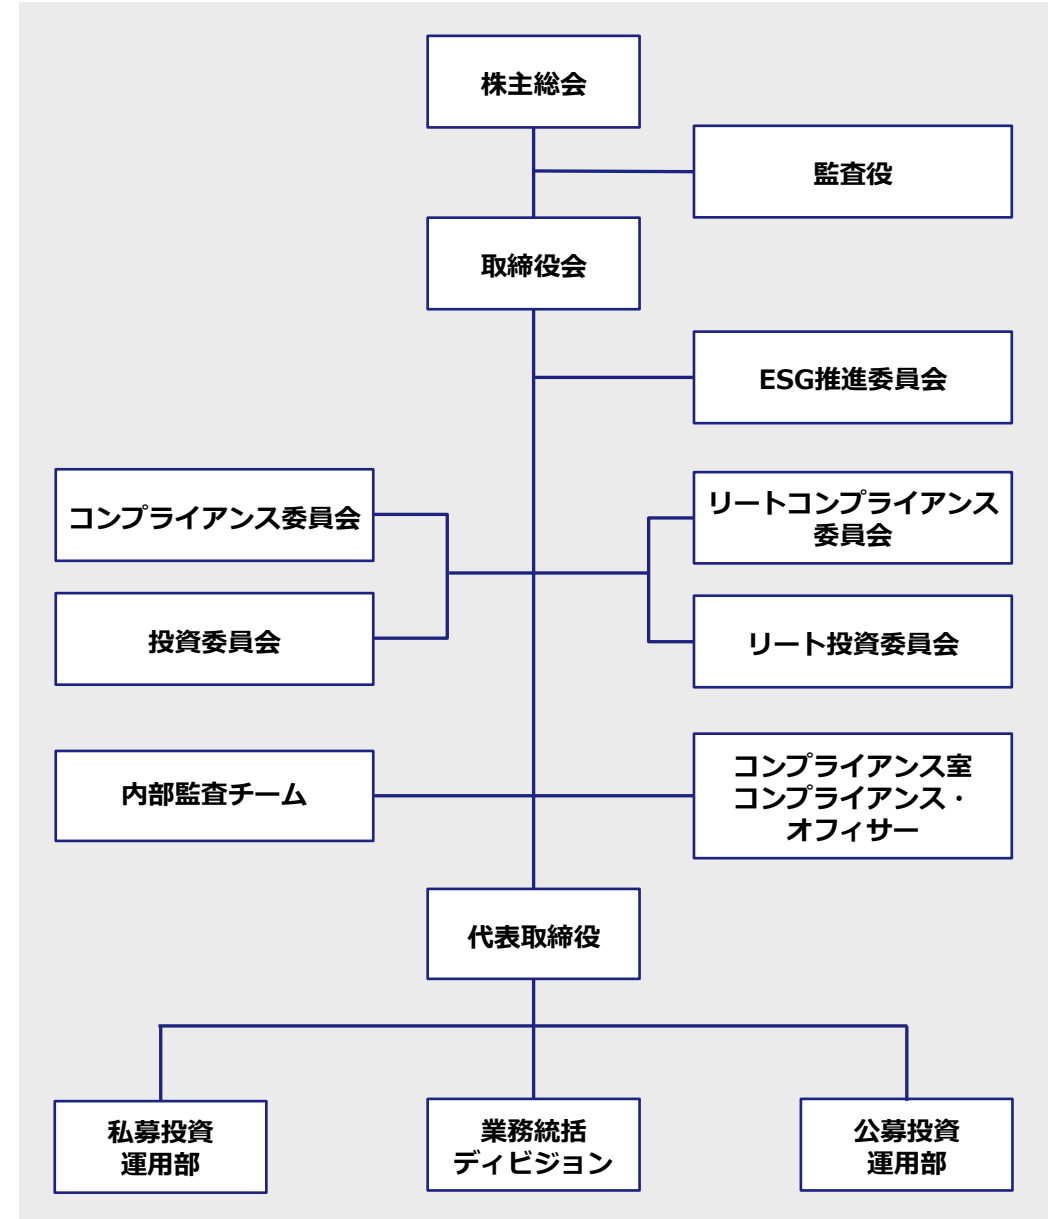 株主総会
監査役
取締役会
ESG推進委員会
コンプライアンス委員会
リートコンプライアンス
委員会
投資委員会
リート投資委員会
内部監査チーム
コンプライアンス室
コンプライアンス・
オフィサー
代表取締役
私募投資
運用部
業務統括
ディビジョン
公募投資
運用部